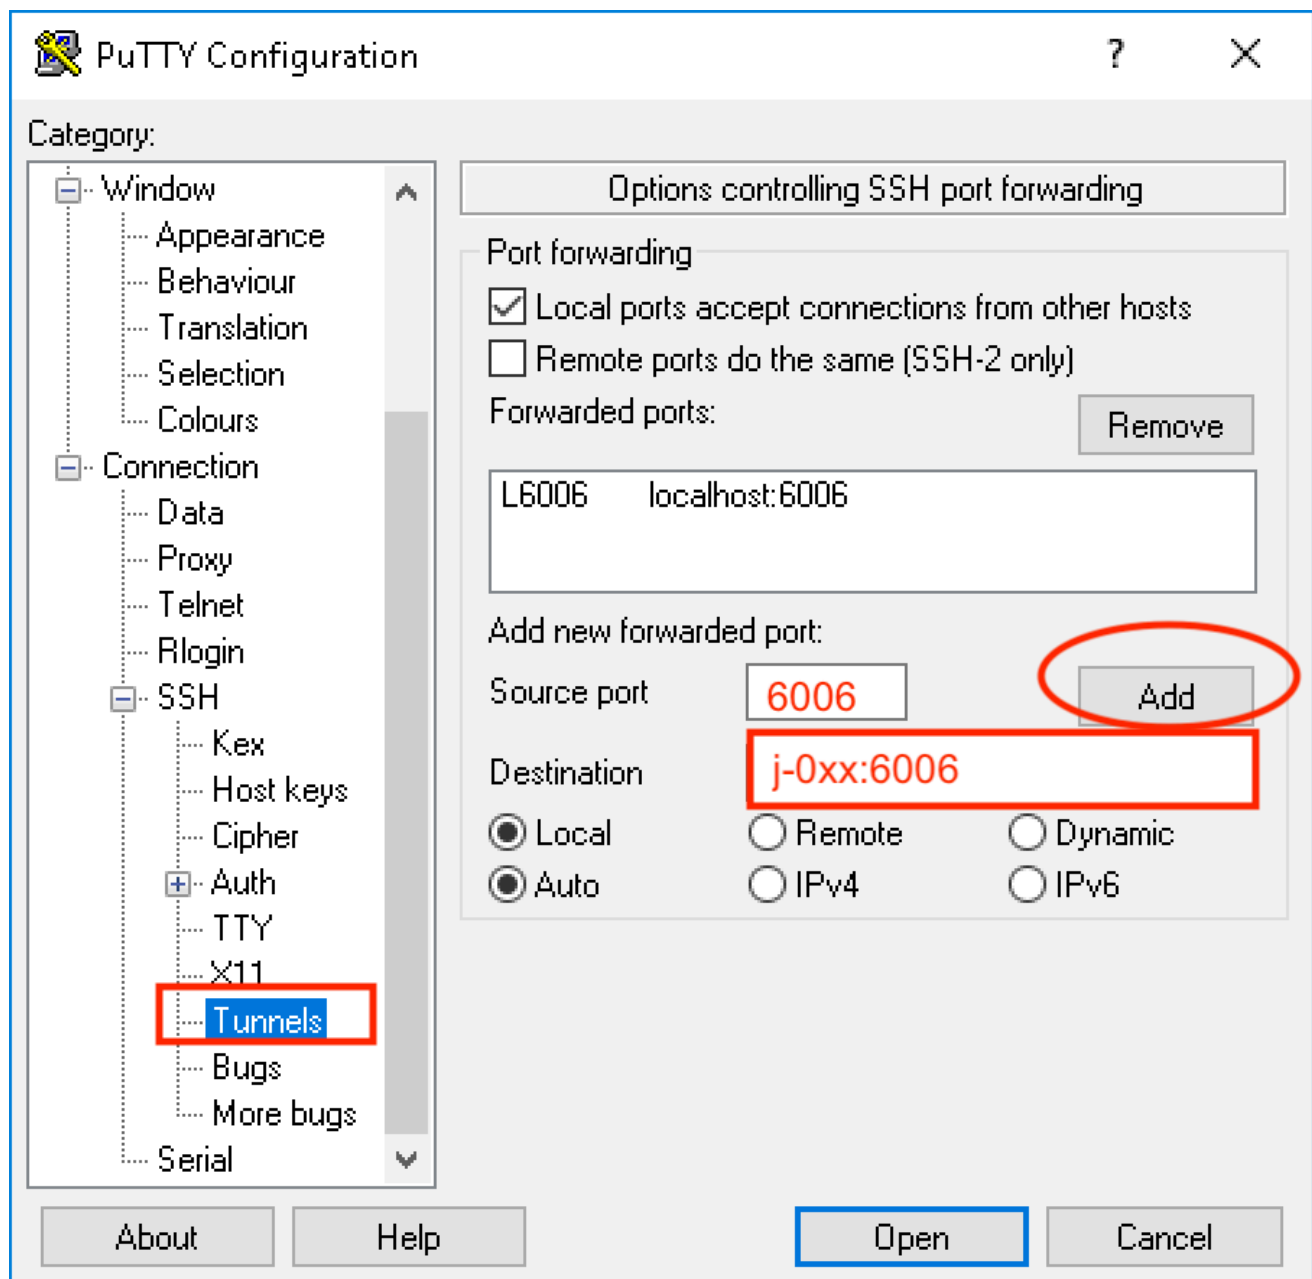 PuTTY Configuration
?
Category:
Window
Appearance
Behaviour
Translation
Selection
Colours
Connection
Data
Proxy
Telnet
Rlogin
SSH
Kex
Host keys
Cipher
Auth
TTY
X11
Tunnels
Bugs
More bugs
Serial
Options controlling SSH port forwarding
Port forwarding
Local ports accept connections from other hosts
Remote ports do the same (SSH-2 only)
Forwarded ports:
Remove
L6006 localhost:6006
Add new forwarded port:
Source port 6006 Add
Destination j-0xx:6006
Local Remote Dynamic
Auto IPv4 IPv6
About Help Open Cancel